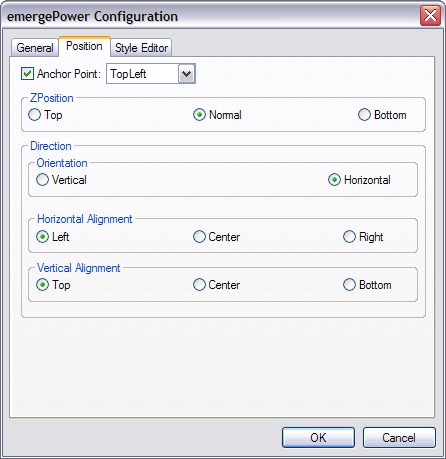 emergePower Configuration
General Position Style Editor
Anchor Point: TopLeft
ZPosition
Top Normal Bottom
Direction
Orientation
Vertical Horizontal
Horizontal Alignment
Left Center Right
Vertical Alignment
Top Center Bottom
OK Cancel